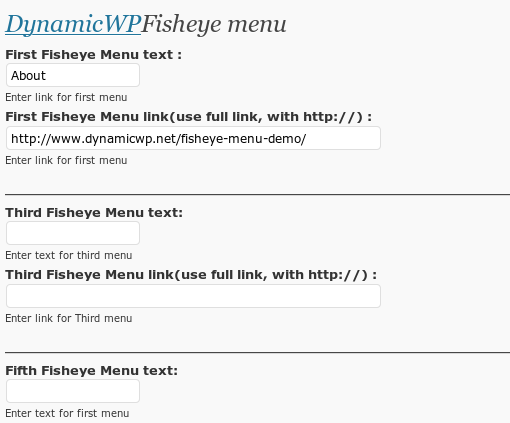 DynamicWPFisheye menu
First Fisheye Menu text :
About
Enter link for first menu
First Fisheye Menu link(use full link, with http://) :
http://www.dynamicwp.net/fisheye-menu-demo/
Enter link for first menu
Third Fisheye Menu text:
Enter text for third menu
Third Fisheye Menu link(use full link, with http://) :
Enter link for Third menu
Fifth Fisheye Menu text:
Enter text for first menu